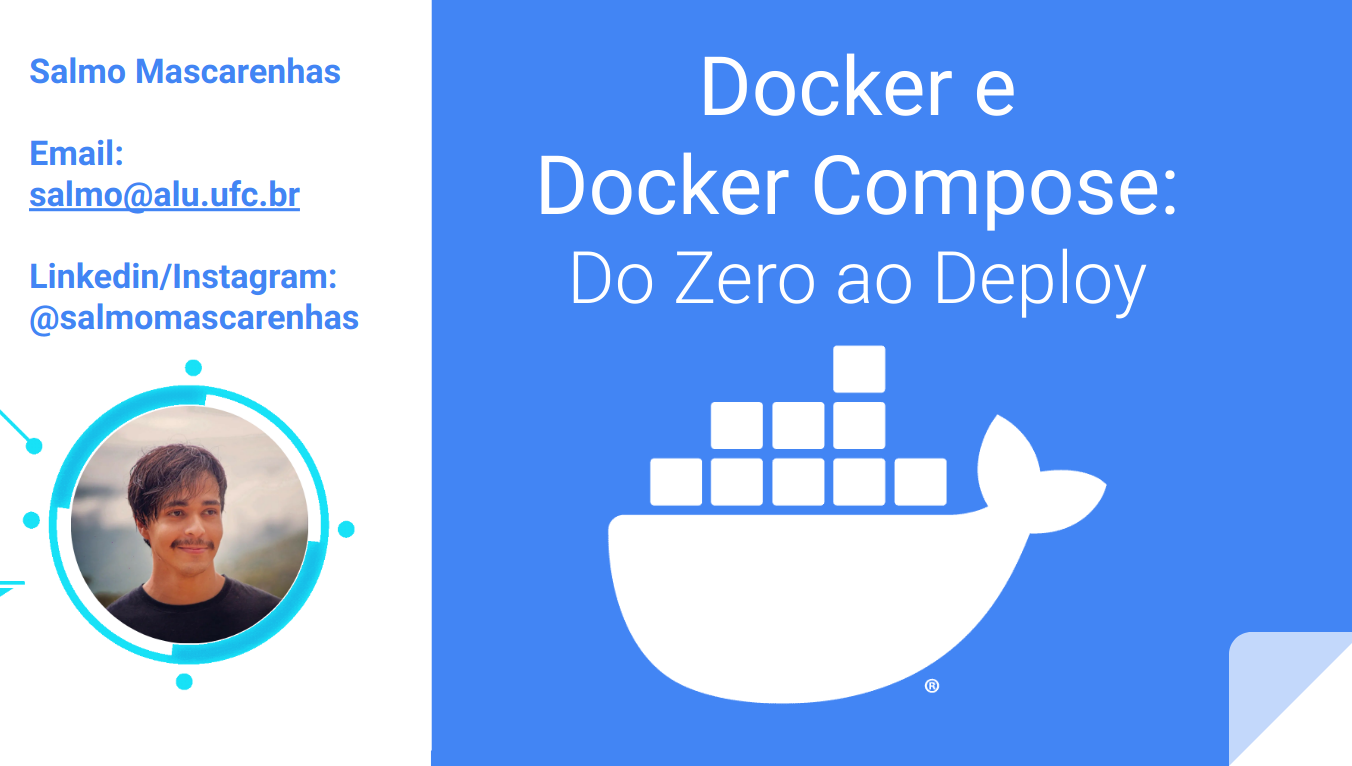 Salmo Mascarenhas
Email:
salmo@alu.ufc.br
Linkedin/Instagram:
@salmomascarenhas
Docker e
Docker Compose:
Do Zero ao Deploy
®